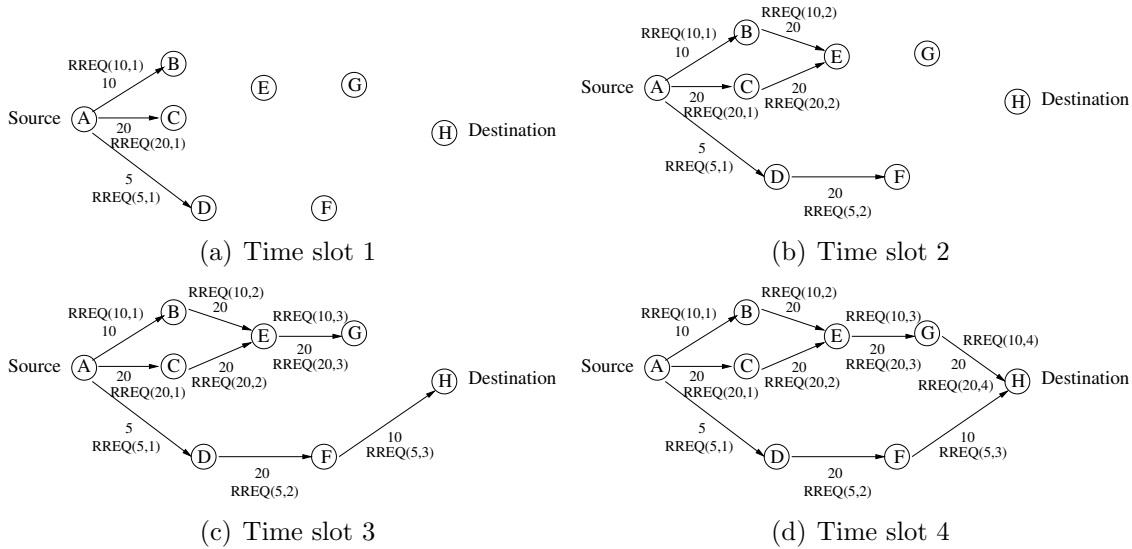 RREQ(10,1)
10
B
E
G
Source
A
C
20
RREQ(20,1)
H
Destination
5
RREQ(5,1)
D
F
(a) Time slot 1
RREQ(10,2)
20
RREQ(10,1)
10
B
E
G
Source
A
C
20
RREQ(20,1)
20
RREQ(20,2)
H
Destination
5
RREQ(5,1)
D
F
20
RREQ(5,2)
(b) Time slot 2
RREQ(10,2)
20
RREQ(10,1)
10
B
RREQ(10,3)
E
G
20
RREQ(20,3)
Source
A
C
20
RREQ(20,1)
20
RREQ(20,2)
H
Destination
5
RREQ(5,1)
D
F
10
RREQ(5,3)
20
RREQ(5,2)
(c) Time slot 3
RREQ(10,2)
20
RREQ(10,1)
10
B
RREQ(10,3)
E
G
20
RREQ(20,3)
RREQ(10,4)
20
RREQ(20,4)
Source
A
C
20
RREQ(20,1)
20
RREQ(20,2)
H
Destination
5
RREQ(5,1)
D
F
10
RREQ(5,3)
20
RREQ(5,2)
(d) Time slot 4